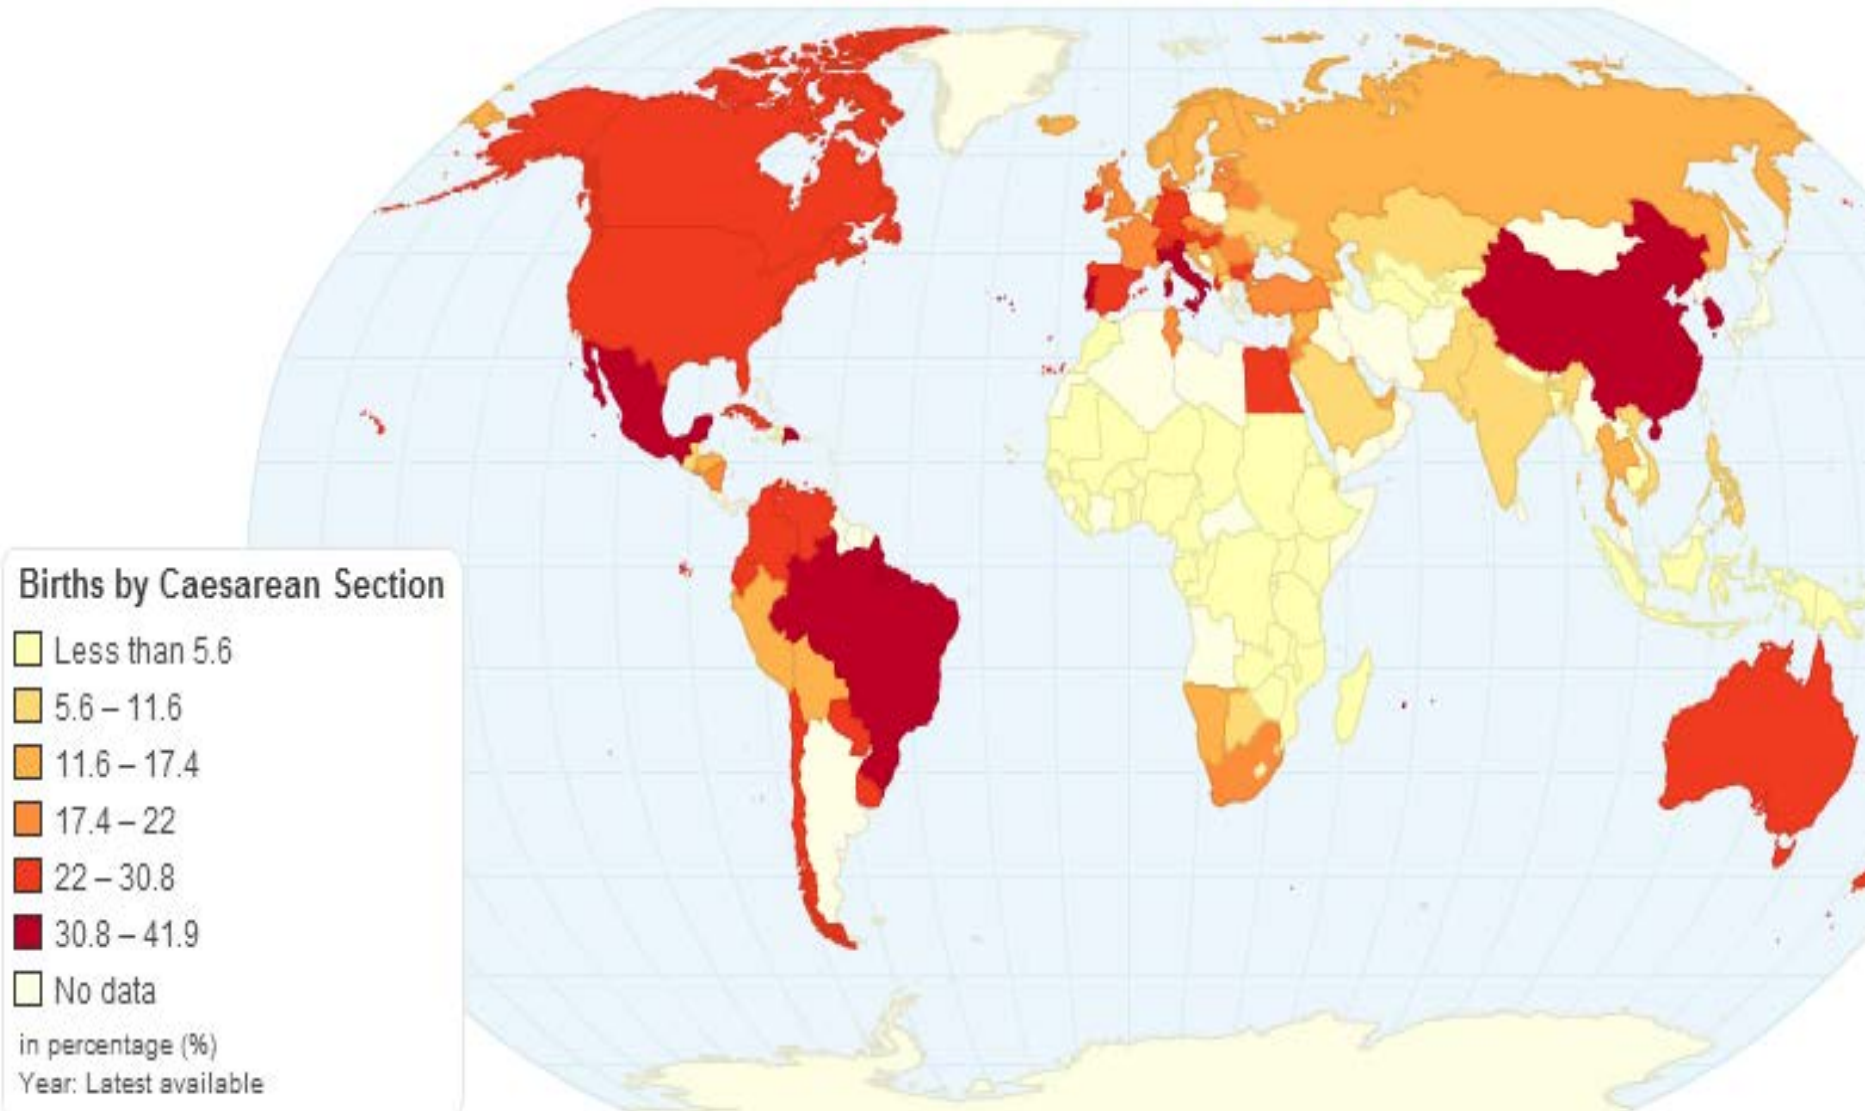 Births by Caesarean Section
Less than 5.6
5.6 – 11.6
11.6 – 17.4
17.4 – 22
22 – 30.8
30.8 – 41.9
No data
in percentage (%)
Year: Latest available